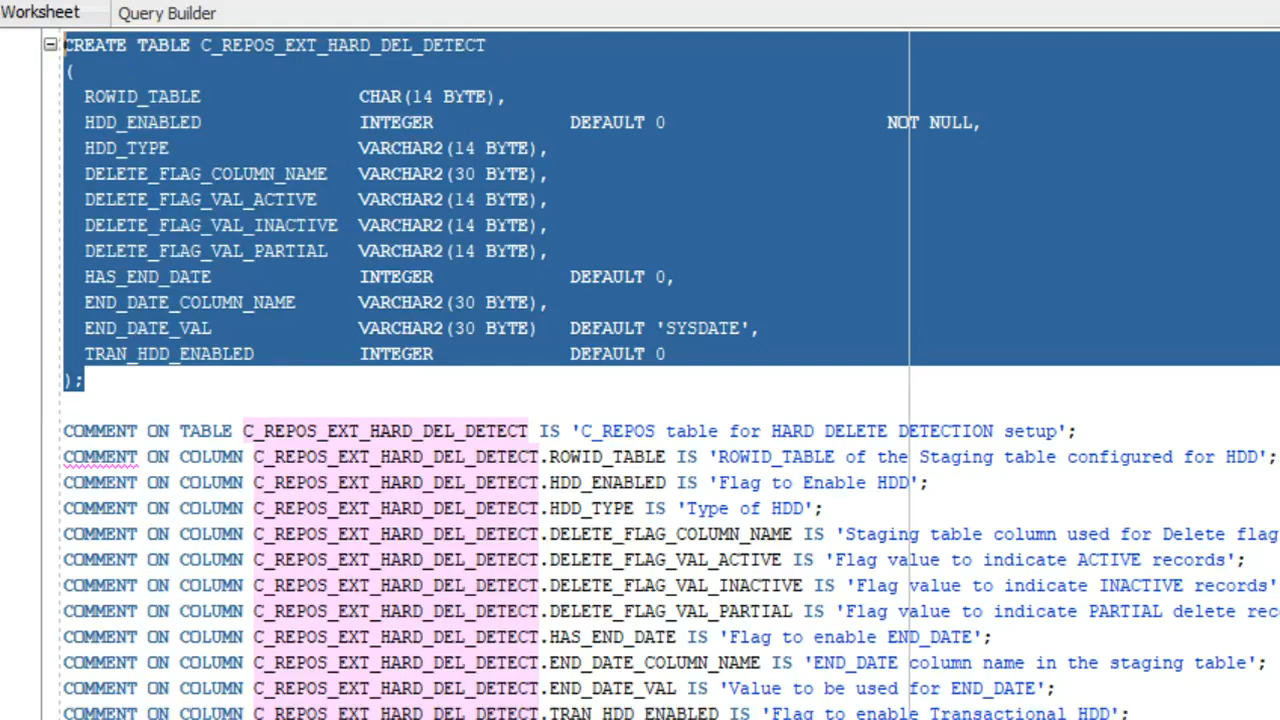 Worksheet Query Builder
CREATE TABLE C_REPOS_EXT_HARD_DEL_DETECT
(
ROWID_TABLE CHAR(14 BYTE),
HDD_ENABLED INTEGER DEFAULT 0 NOT NULL,
HDD_TYPE VARCHAR2(14 BYTE),
DELETE_FLAG_COLUMN_NAME VARCHAR2(30 BYTE),
DELETE_FLAG_VAL_ACTIVE VARCHAR2(14 BYTE),
DELETE_FLAG_VAL_INACTIVE VARCHAR2(14 BYTE),
DELETE_FLAG_VAL_PARTIAL VARCHAR2(14 BYTE),
HAS_END_DATE INTEGER DEFAULT 0,
END_DATE_COLUMN_NAME VARCHAR2(30 BYTE),
END_DATE_VAL VARCHAR2(30 BYTE) DEFAULT 'SYSDATE',
TRAN_HDD_ENABLED INTEGER DEFAULT 0
);
COMMENT ON TABLE C_REPOS_EXT_HARD_DEL_DETECT IS 'C_REPOS table for HARD DELETE DETECTION setup';
COMMENT ON COLUMN C_REPOS_EXT_HARD_DEL_DETECT.ROWID_TABLE IS 'ROWID_TABLE of the Staging table configured for HDD';
COMMENT ON COLUMN C_REPOS_EXT_HARD_DEL_DETECT.HDD_ENABLED IS 'Flag to Enable HDD';
COMMENT ON COLUMN C_REPOS_EXT_HARD_DEL_DETECT.HDD_TYPE IS 'Type of HDD';
COMMENT ON COLUMN C_REPOS_EXT_HARD_DEL_DETECT.DELETE_FLAG_COLUMN_NAME IS 'Staging table column used for Delete flag
COMMENT ON COLUMN C_REPOS_EXT_HARD_DEL_DETECT.DELETE_FLAG_VAL_ACTIVE IS 'Flag value to indicate ACTIVE records';
COMMENT ON COLUMN C_REPOS_EXT_HARD_DEL_DETECT.DELETE_FLAG_VAL_INACTIVE IS 'Flag value to indicate INACTIVE records'
COMMENT ON COLUMN C_REPOS_EXT_HARD_DEL_DETECT.DELETE_FLAG_VAL_PARTIAL IS 'Flag value to indicate PARTIAL delete rec
COMMENT ON COLUMN C_REPOS_EXT_HARD_DEL_DETECT.HAS_END_DATE IS 'Flag to enable END_DATE';
COMMENT ON COLUMN C_REPOS_EXT_HARD_DEL_DETECT.END_DATE_COLUMN_NAME IS 'END_DATE column name in the staging table';
COMMENT ON COLUMN C_REPOS_EXT_HARD_DEL_DETECT.END_DATE_VAL IS 'Value to be used for END_DATE';
COMMENT ON COLUMN C_REPOS_EXT_HARD_DEL_DETECT.TRAN_HDD_ENABLED IS 'Flag to enable Transactional HDD';